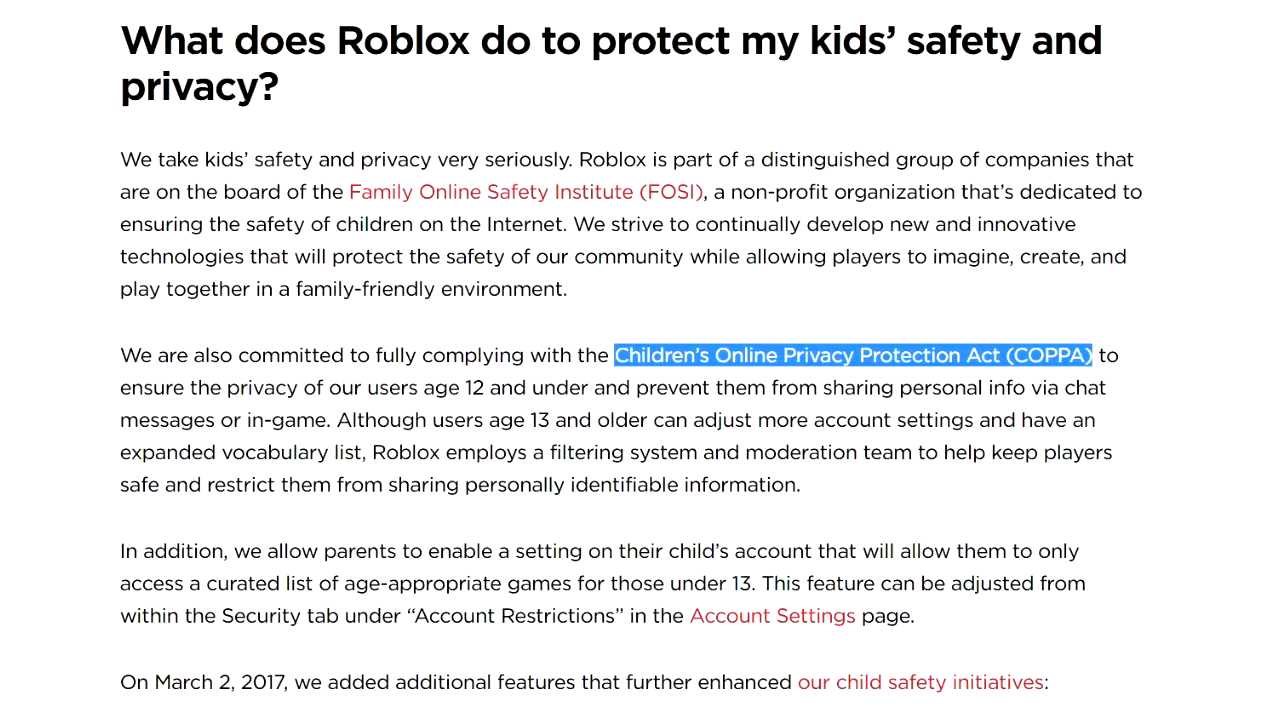 What does Roblox do to protect my kids’ safety and
privacy?
We take kids’ safety and privacy very seriously. Roblox is part of a distinguished group of companies that
are on the board of the Family Online Safety Institute (FOSI), a non-profit organization that’s dedicated to
ensuring the safety of children on the Internet. We strive to continually develop new and innovative
technologies that will protect the safety of our community while allowing players to imagine, create, and
play together in a family-friendly environment.
We are also committed to fully complying with the Children’s Online Privacy Protection Act (COPPA) to
ensure the privacy of our users age 12 and under and prevent them from sharing personal info via chat
messages or in-game. Although users age 13 and older can adjust more account settings and have an
expanded vocabulary list, Roblox employs a filtering system and moderation team to help keep players
safe and restrict them from sharing personally identifiable information.
In addition, we allow parents to enable a setting on their child’s account that will allow them to only
access a curated list of age-appropriate games for those under 13. This feature can be adjusted from
within the Security tab under “Account Restrictions” in the Account Settings page.
On March 2, 2017, we added additional features that further enhanced our child safety initiatives: